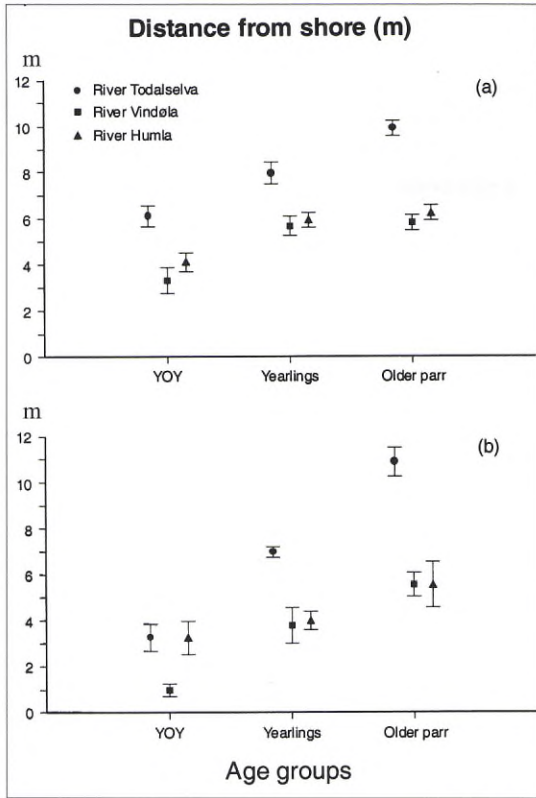 Distance from shore (m)
m
12
10
8
6
4
2
0
River Todalselva
River Vindøla
River Humla
(a)
YOY Yearlings Older parr
m
12
10
8
6
4
2
0
(b)
YOY Yearlings Older parr
Age groups